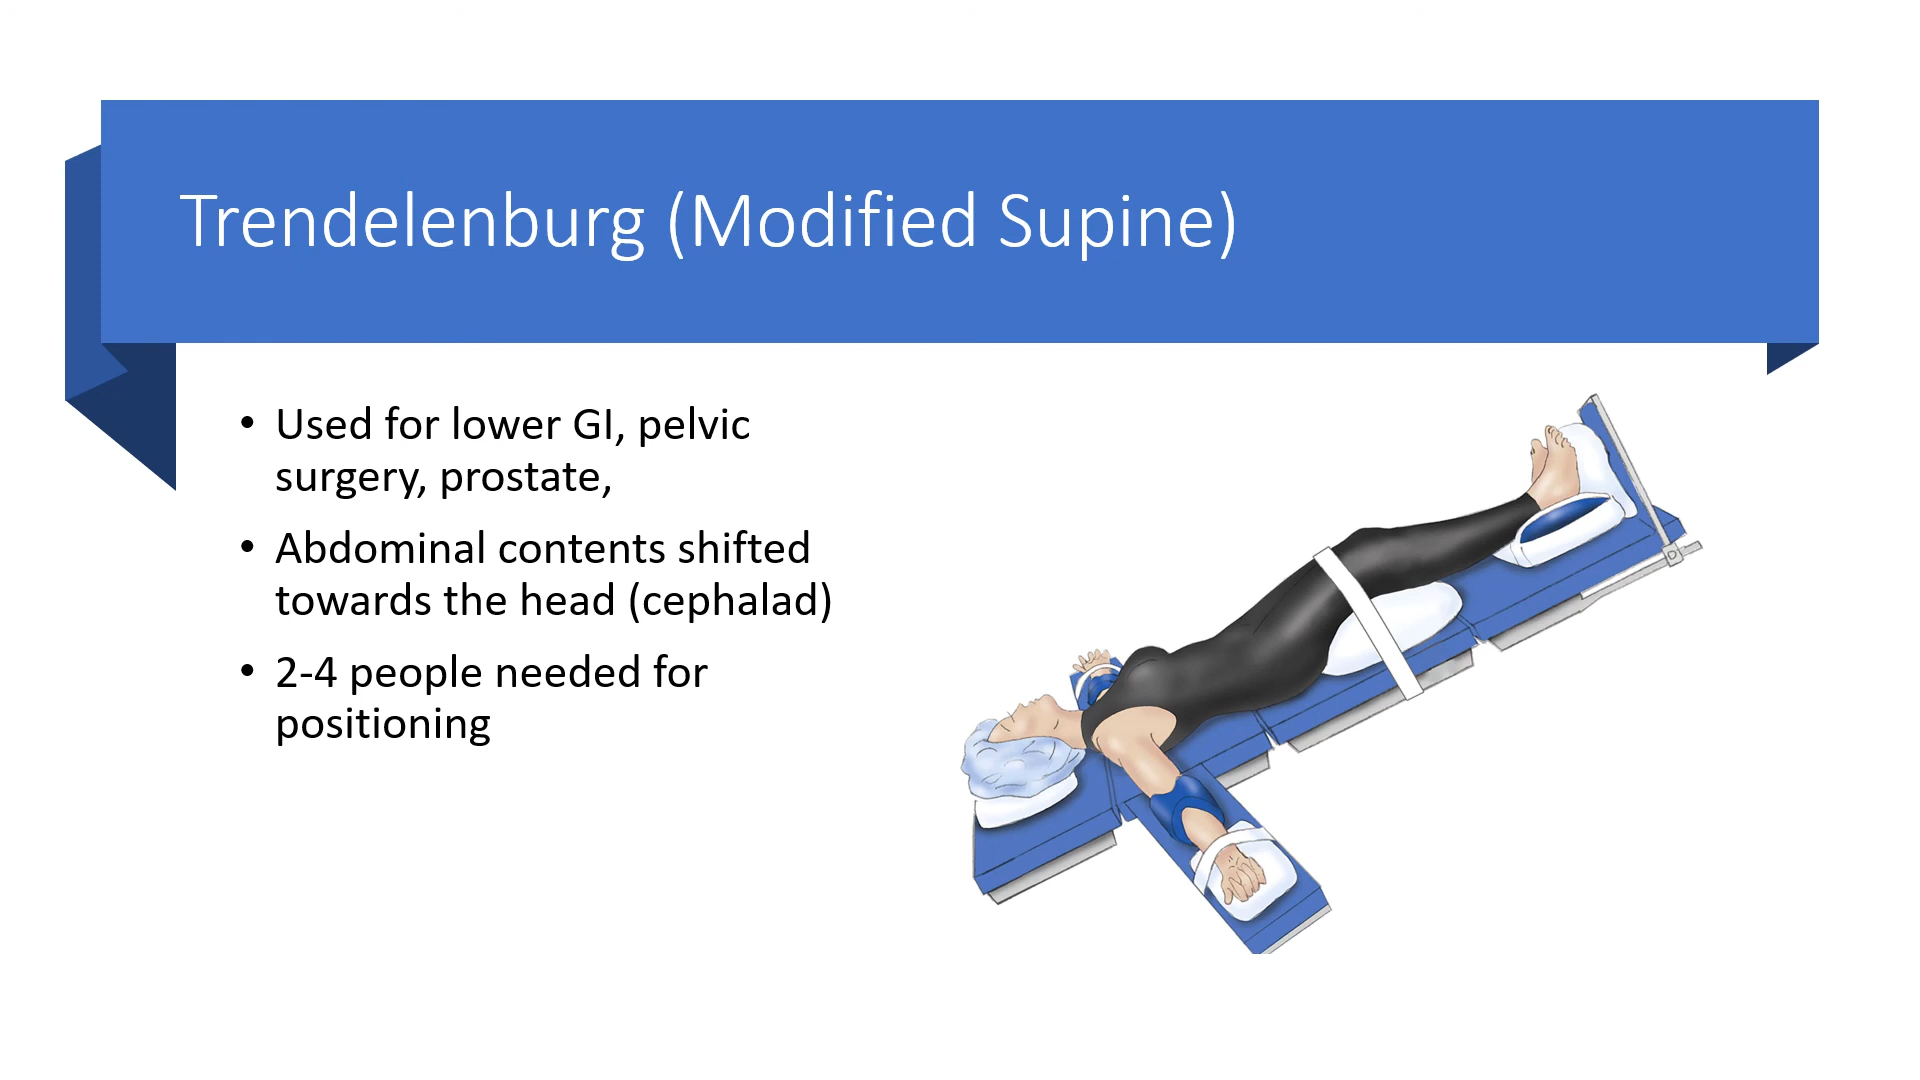 Trendelenburg (Modified Supine)
• Used for lower GI, pelvic
surgery, prostate,
• Abdominal contents shifted
towards the head (cephalad)
• 2-4 people needed for
positioning